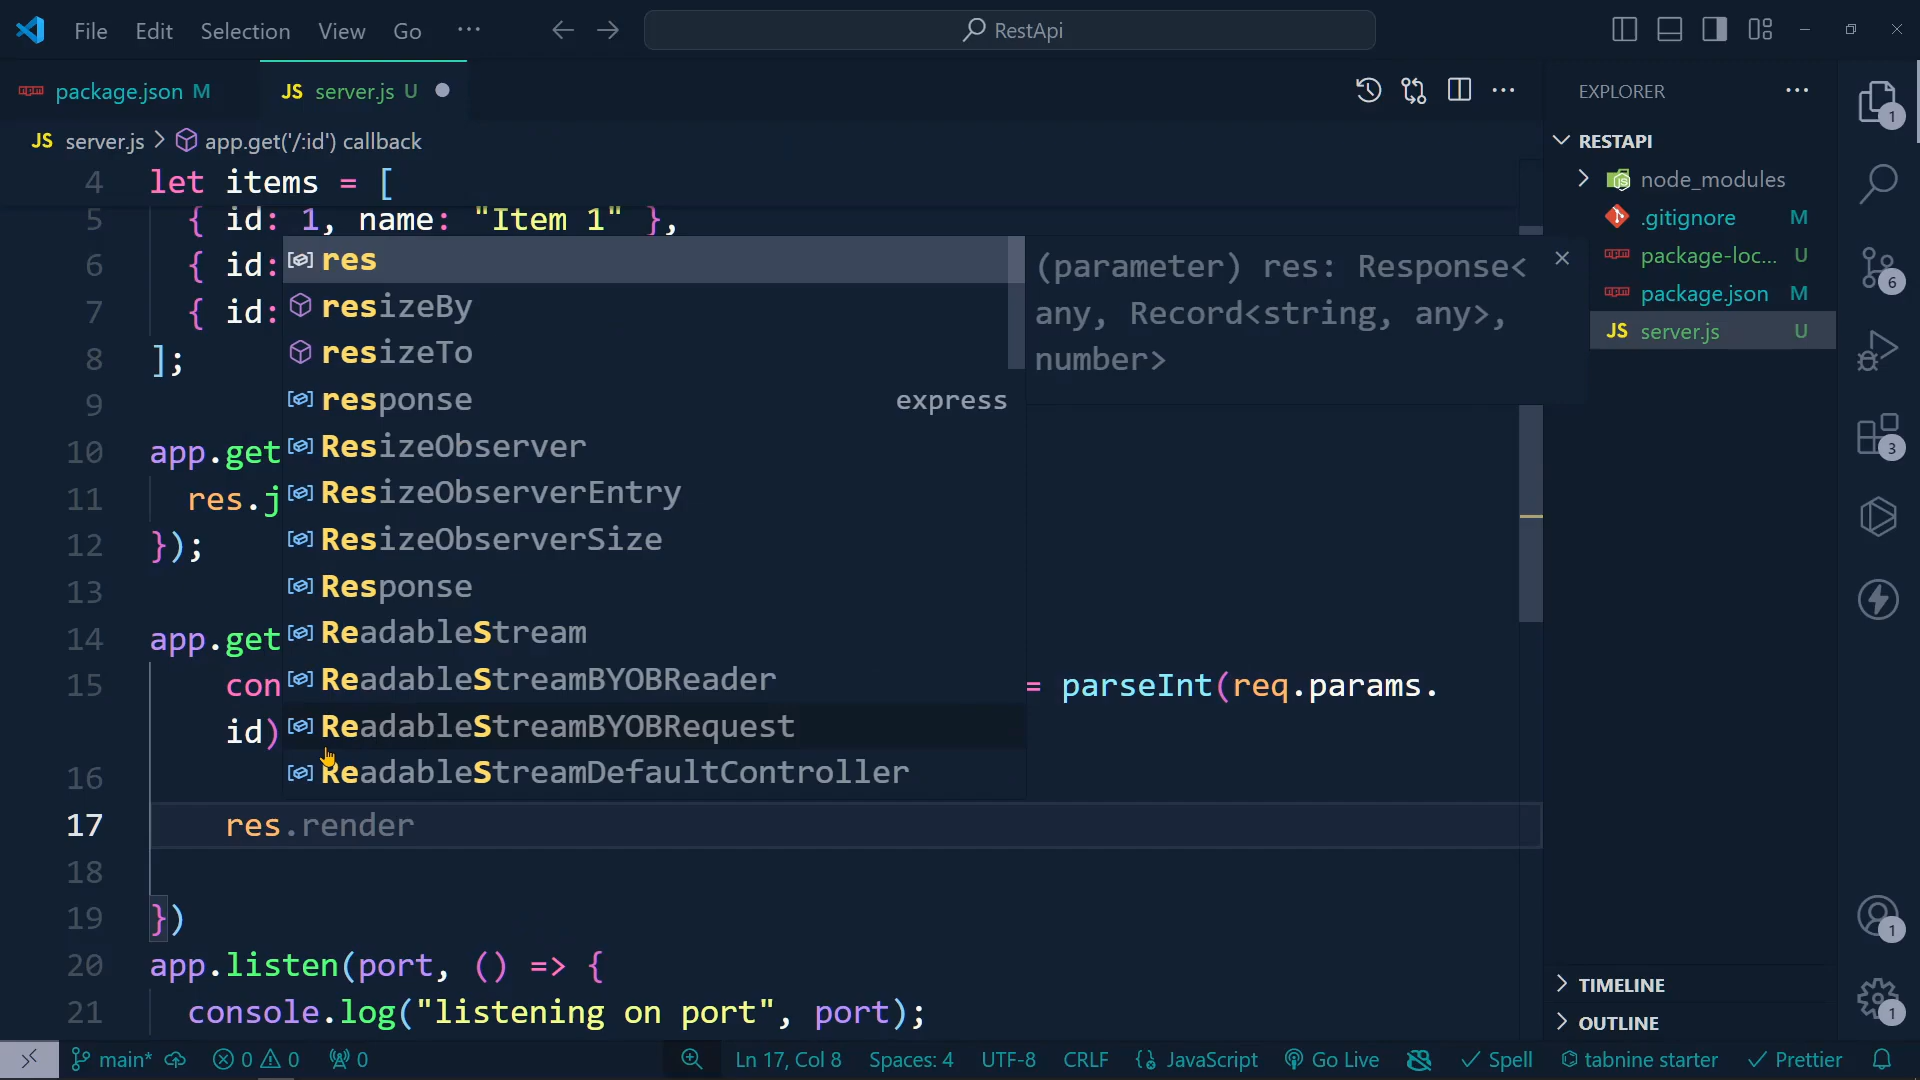 File Edit Selection View Go ··· RestApi
package.json M JS server.js U EXPLORER ···
JS server.js > app.get('/:id') callback RESTAPI
4 let items = [ node_modules
5 { id: 1, name: "Item 1" }, .gitignore M
6 { id: res (parameter) res: Response< package-loc... U
resizeBy any, Record<string, any>, package.json M
7 { id: resizeTo number> JS server.js U
8 ];
9 response express
10 app.get ResizeObserver
11 res.j ResizeObserverEntry
12 }); ResizeObserverSize
13 Response
14 app.get ReadableStream
15 con ReadableStreamBYOBReader = parseInt(req.params.
id) ReadableStreamBYOBRequest
16 ReadableStreamDefaultController
17 res.render
18
19 })
20 app.listen(port, () => {
21 console.log("listening on port", port);
TIMELINE
OUTLINE
1
6
3
1
1
main* 0 0 0 Ln 17, Col 8 Spaces: 4 UTF-8 CRLF {} JavaScript Go Live Spell tabnine starter Prettier